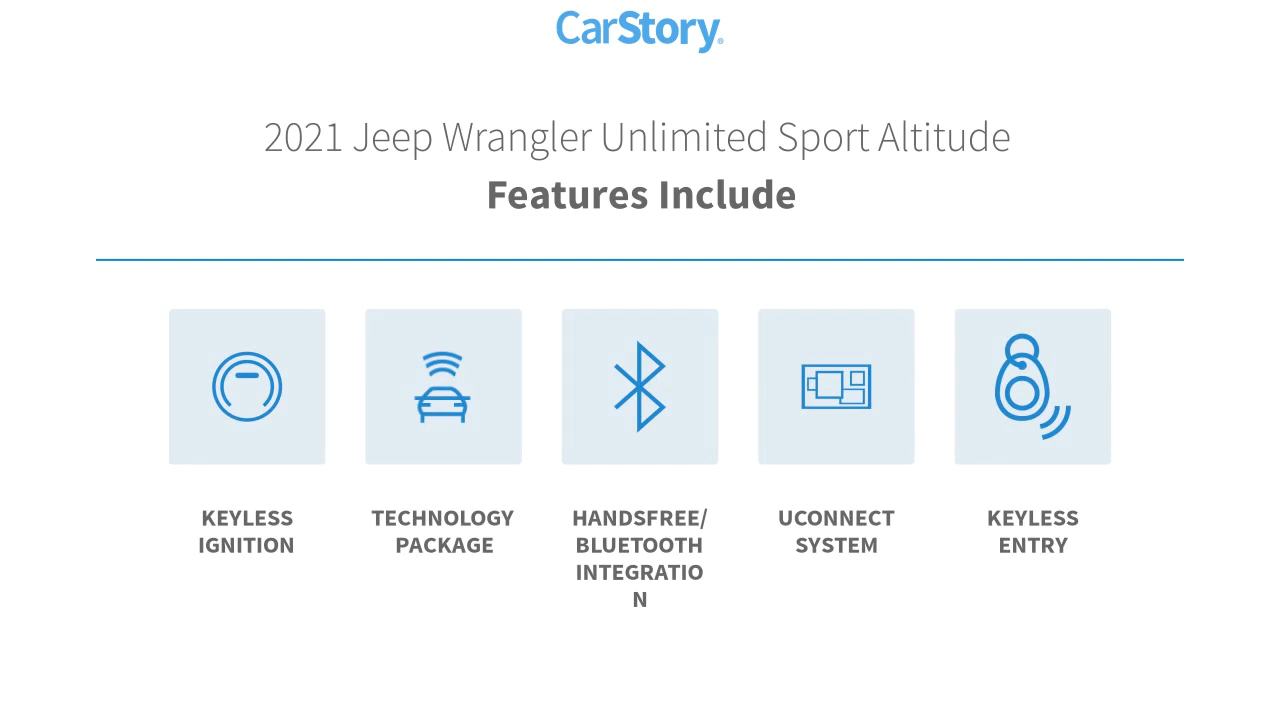 CarStory®
2021 Jeep Wrangler Unlimited Sport Altitude
Features Include
KEYLESS
IGNITION
TECHNOLOGY
PACKAGE
HANDSFREE/
BLUETOOTH
INTEGRATIO
N
UCONNECT
SYSTEM
KEYLESS
ENTRY